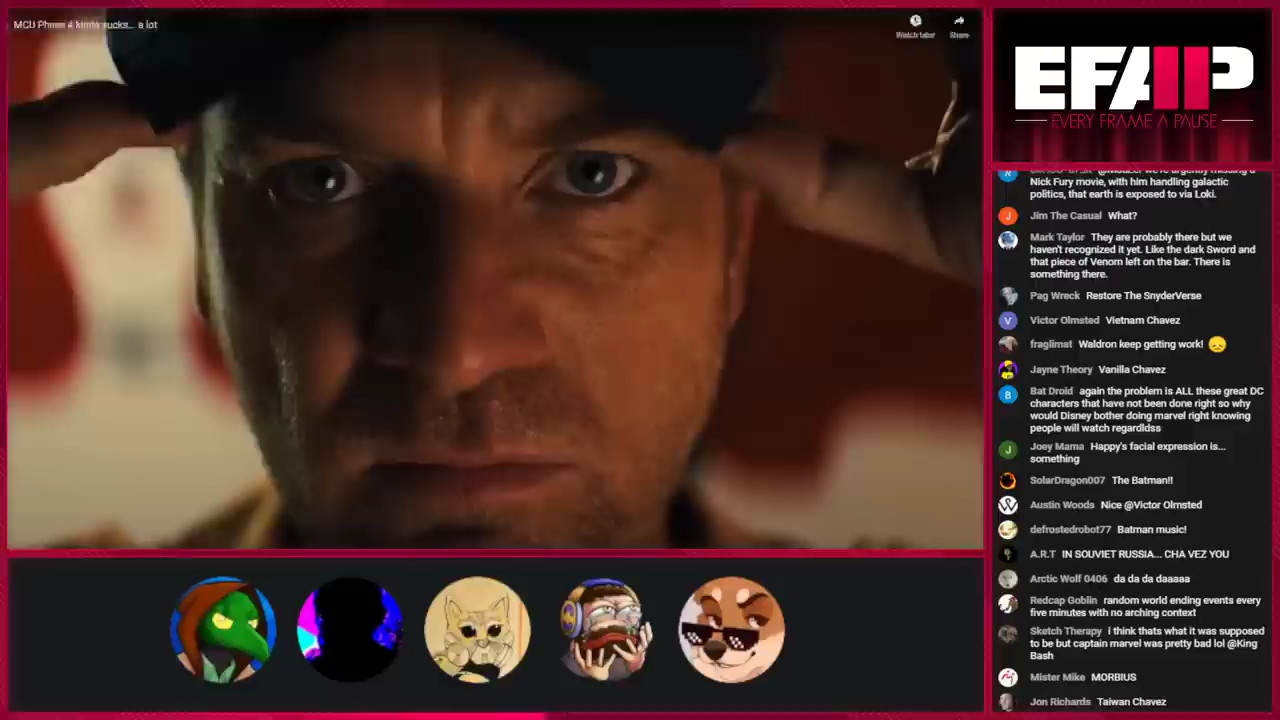 MCU Phase 4 kinda sucks... a lot
Watch later
Share
EFAP
EVERY FRAME A PAUSE
Nick Fury movie, with him handling galactic
politics, that earth is exposed to via Loki.
Jim The Casual What?
Mark Taylor They are probably there but we
haven't recognized it yet. Like the dark Sword and
that piece of Venom left on the bar. There is
something there.
Pag Wreck Restore The SnyderVerse
V Victor Olmsted Vietnam Chavez
fraglimat Waldron keep getting work! 😞
Jayne Theory Vanilla Chavez
B Bat Droid again the problem is ALL these great DC
characters that have not been done right so why
would Disney bother doing marvel right knowing
people will watch regardldss
J Joey Mama Happy's facial expression is...
something
SolarDragon007 The Batman!!
Austin Woods Nice @Victor Olmsted
defrostedrobot77 Batman music!
A.R.T IN SOVIET RUSSIA... CHA VEZ YOU
Arctic Wolf 0406 da da da daaaa
Redcap Goblin random world ending events every
five minutes with no arching context
Sketch Therapy i think thats what it was supposed
to be but captain marvel was pretty bad lol @King
Bash
Mister Mike MORBIUS
Jon Richards Taiwan Chavez